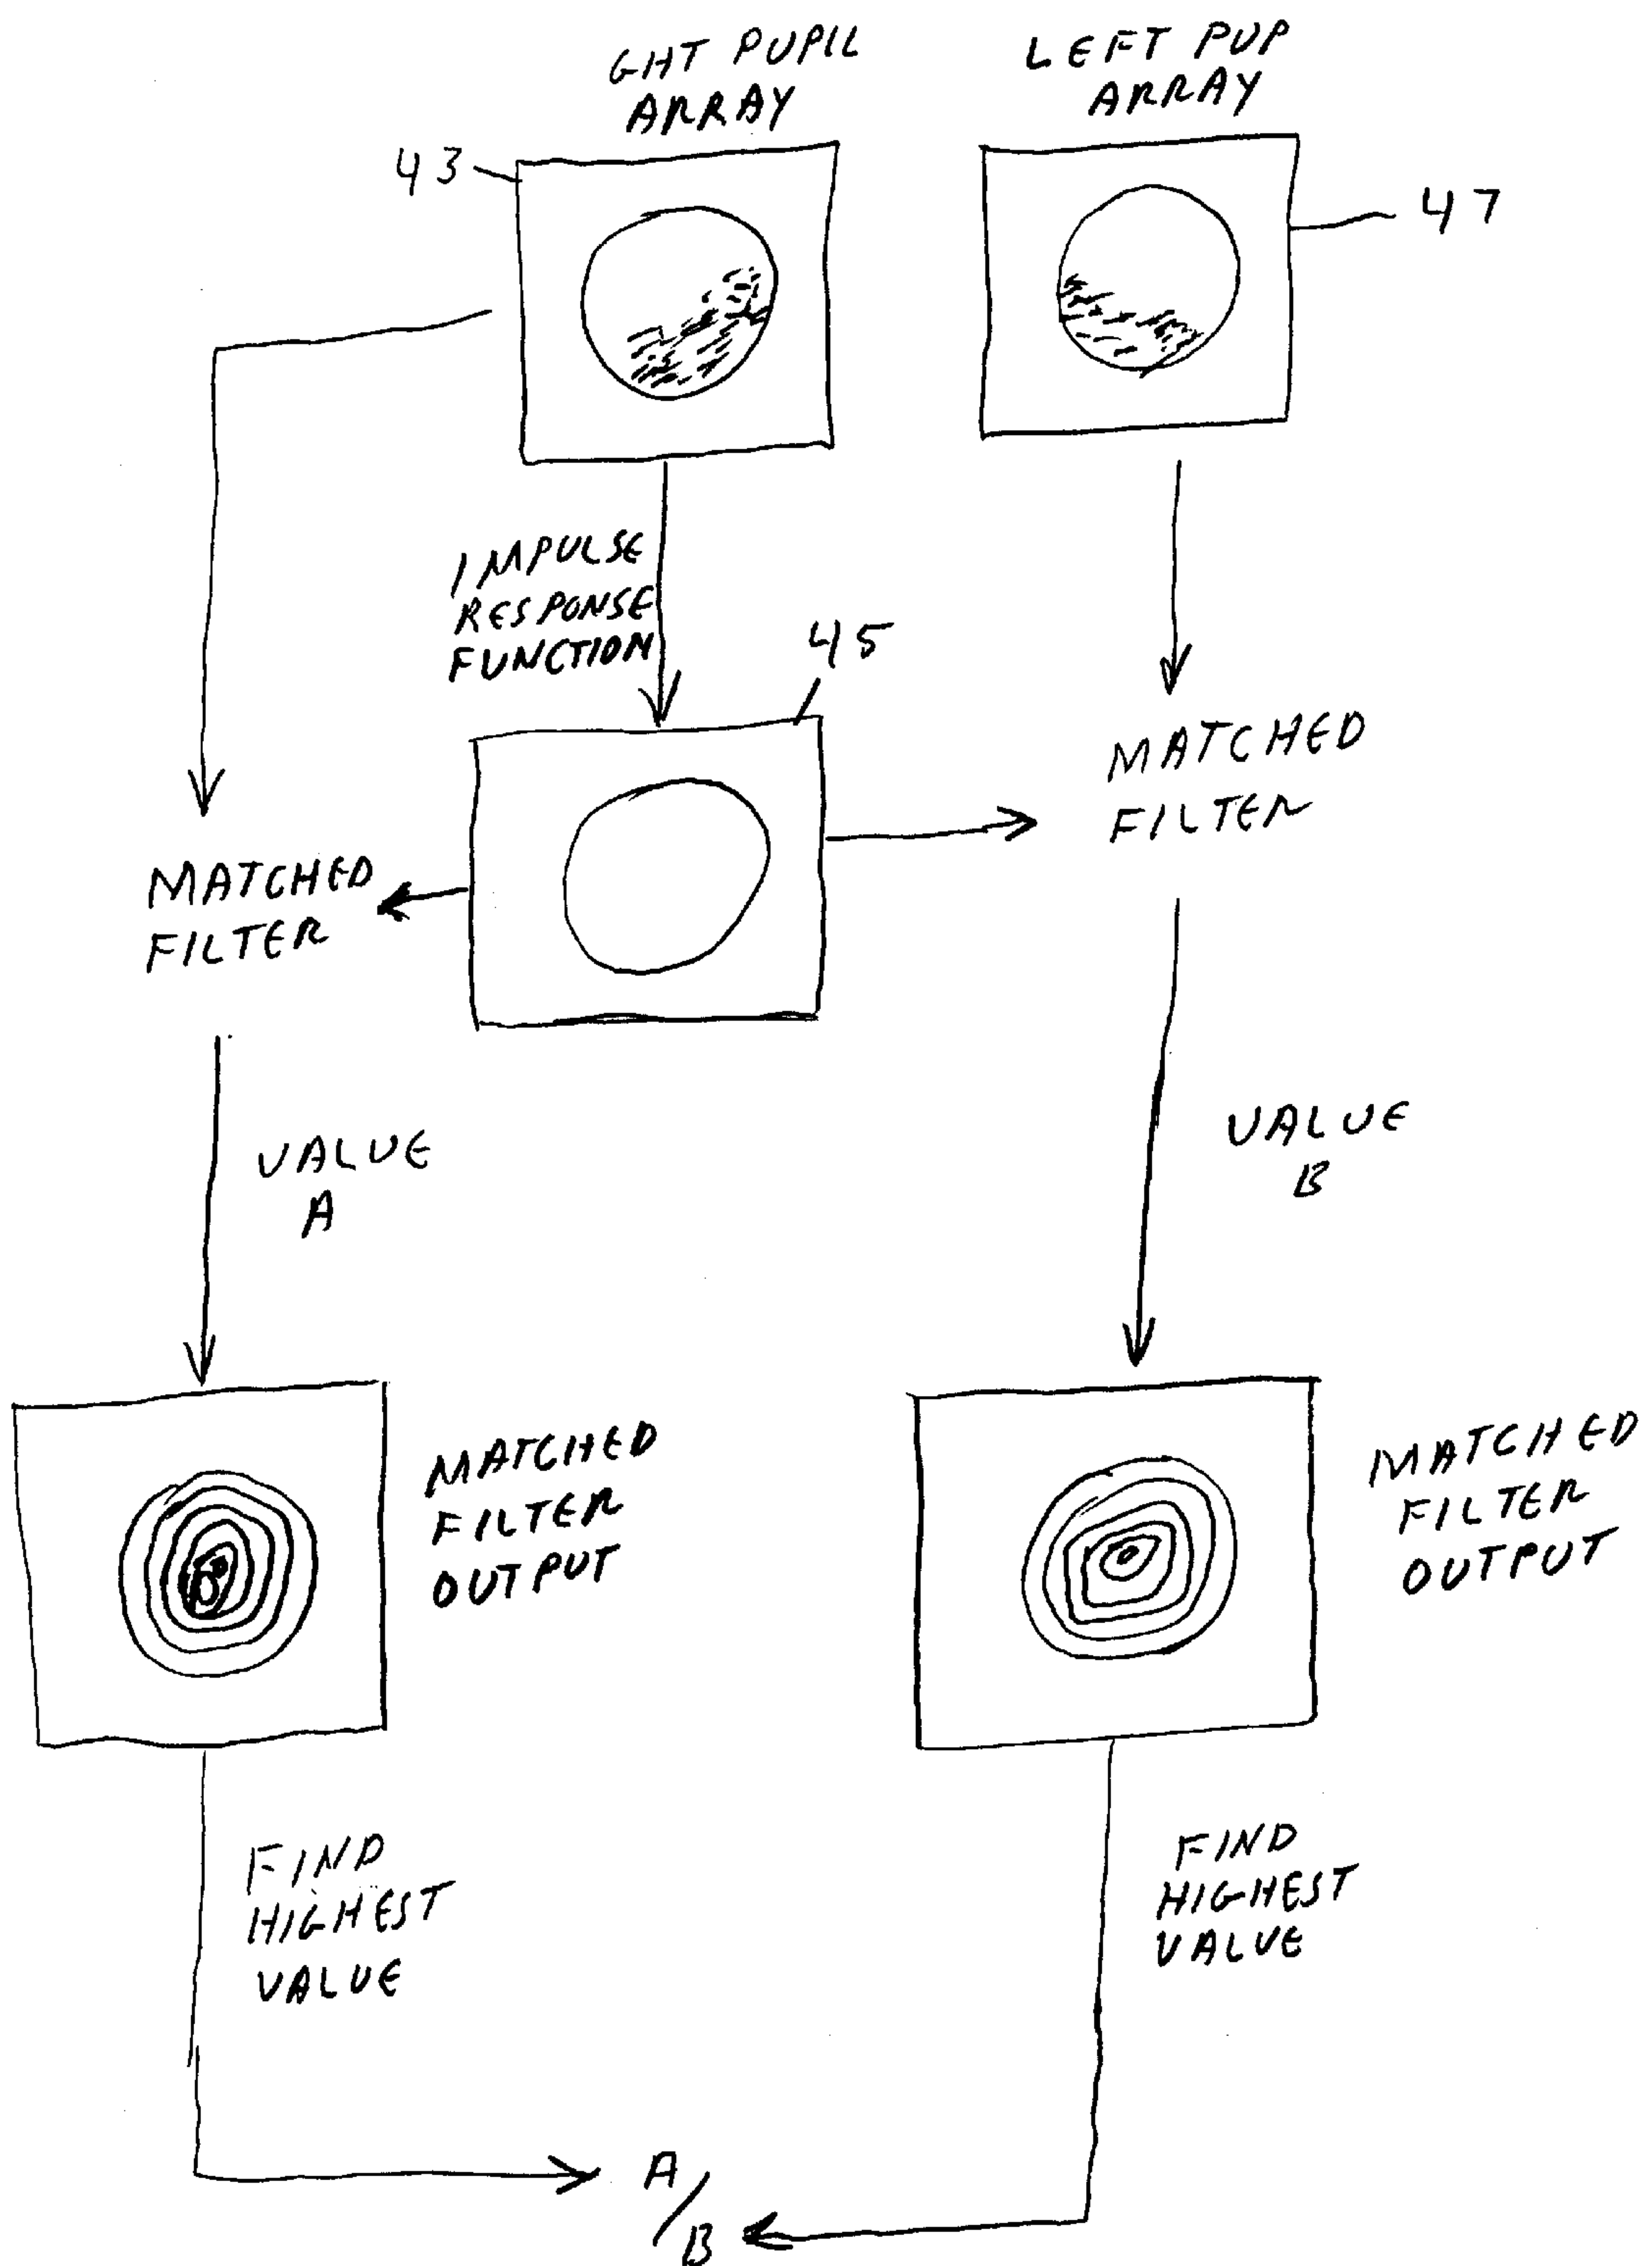 GHT PUPIL
ARRAY
LEFT PUP
ARRAY
43
47
IMPULSE
RESPONSE
FUNCTION
45
MATCHED
FILTER
MATCHED
FILTER
VALUE
A
VALUE
B
MATCHED
FILTER
OUTPUT
MATCHED
FILTER
OUTPUT
FIND
HIGHEST
VALUE
FIND
HIGHEST
VALUE
A/B